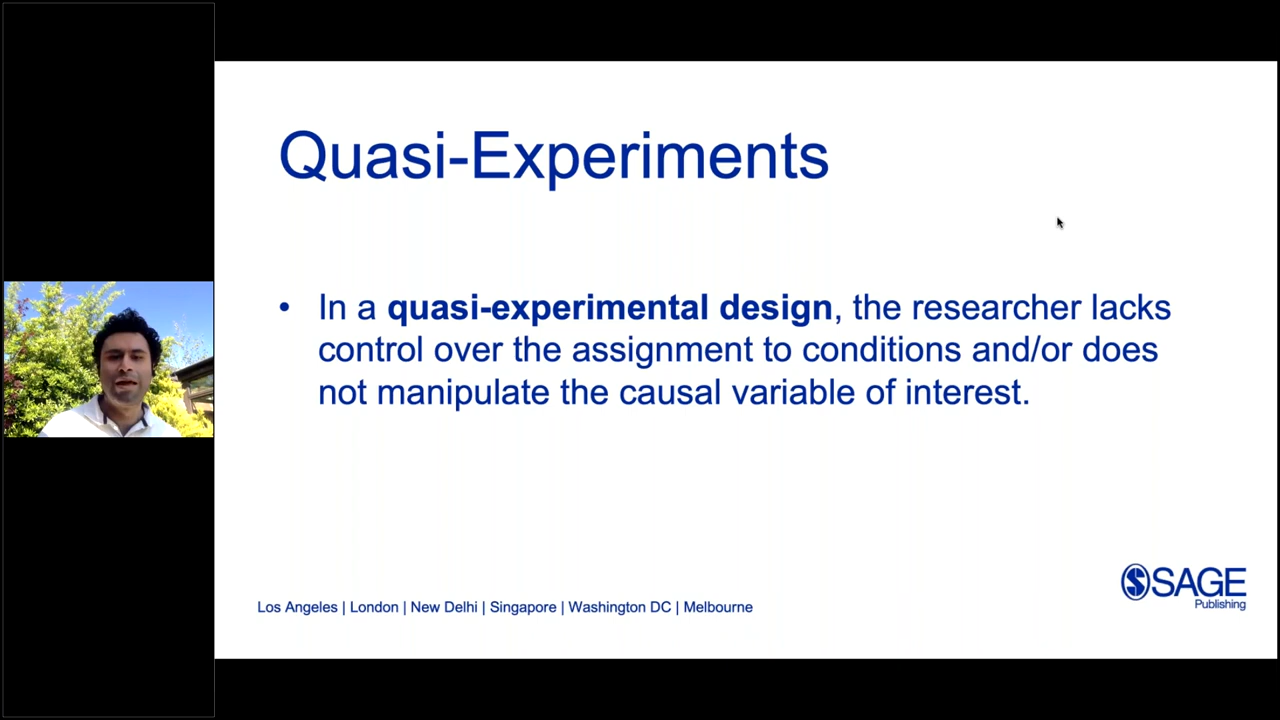 Quasi-Experiments
• In a quasi-experimental design, the researcher lacks
control over the assignment to conditions and/or does
not manipulate the causal variable of interest.
SAGE
Publishing
Los Angeles | London | New Delhi | Singapore | Washington DC | Melbourne